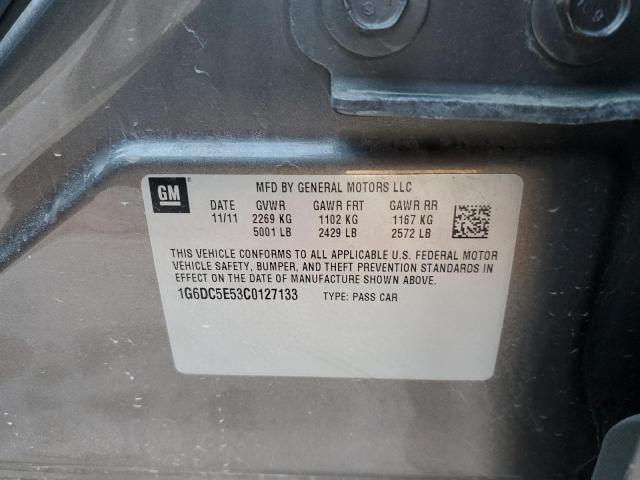 GM
MFD BY GENERAL MOTORS LLC
DATE GVWR GAWR FRT GAWR RR
11/11 2269 KG 1102 KG 1167 KG
5001 LB 2429 LB 2572 LB
THIS VEHICLE CONFORMS TO ALL APPLICABLE U.S. FEDERAL MOTOR
VEHICLE SAFETY, BUMPER, AND THEFT PREVENTION STANDARDS IN
EFFECT ON THE DATE OF MANUFACTURE SHOWN ABOVE.
1G6DC5E53C0127133 TYPE: PASS CAR